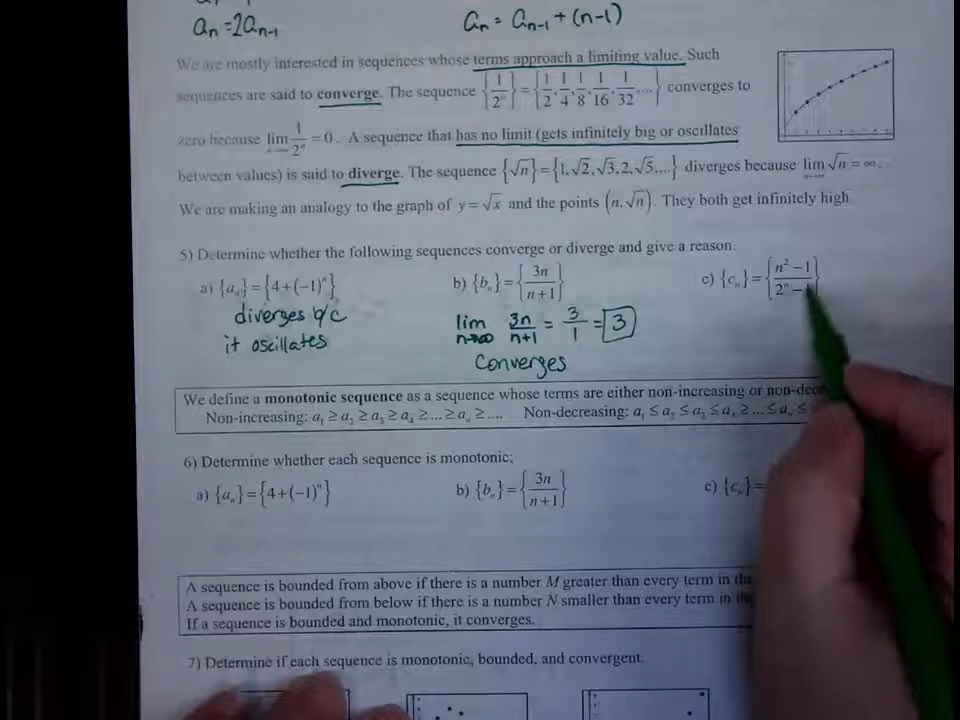 aₙ = 2aₙ₋₁
aₙ = aₙ₋₁ + (n-1)
We are mostly interested in sequences whose terms approach a limiting value. Such
sequences are said to converge. The sequence {1/2ⁿ} = {1/2, 1/4, 1/8, 1/16, 1/32, ...} converges to
zero because lim 1/2ⁿ = 0. A sequence that has no limit (gets infinitely big or oscillates
between values) is said to diverge. The sequence {√n} = {1, √2, √3, 2, √5, ...} diverges because lim √n = ∞.
We are making an analogy to the graph of y = √x and the points (n, √n). They both get infinitely high
5) Determine whether the following sequences converge or diverge and give a reason.
a) {aₙ} = {4+(-1)ⁿ}
b) {bₙ} = {3n/(n+1)}
c) {cₙ} = {(n²-1)/(2ⁿ-
diverges b/c
it oscillates
lim n→∞ 3n/(n+1) = 3/1 = 3
Converges
We define a monotonic sequence as a sequence whose terms are either non-increasing or
Non-increasing: a₁ ≥ a₂ ≥ a₃ ≥ a₄ ≥ ... ≥ aₙ ≥ .... Non-decreasing: a₁ ≤ a₂ ≤ a₃ ≤ a₄ ≥ ... ≤ aₙ ≤
6) Determine whether each sequence is monotonic;
a) {aₙ} = {4+(-1)ⁿ}
b) {bₙ} = {3n/(n+1)}
c) {cₙ} =
A sequence is bounded from above if there is a number M greater than every term in
A sequence is bounded from below if there is a number N smaller than every term in
If a sequence is bounded and monotonic, it converges.
7) Determine if each sequence is monotonic, bounded, and convergent.